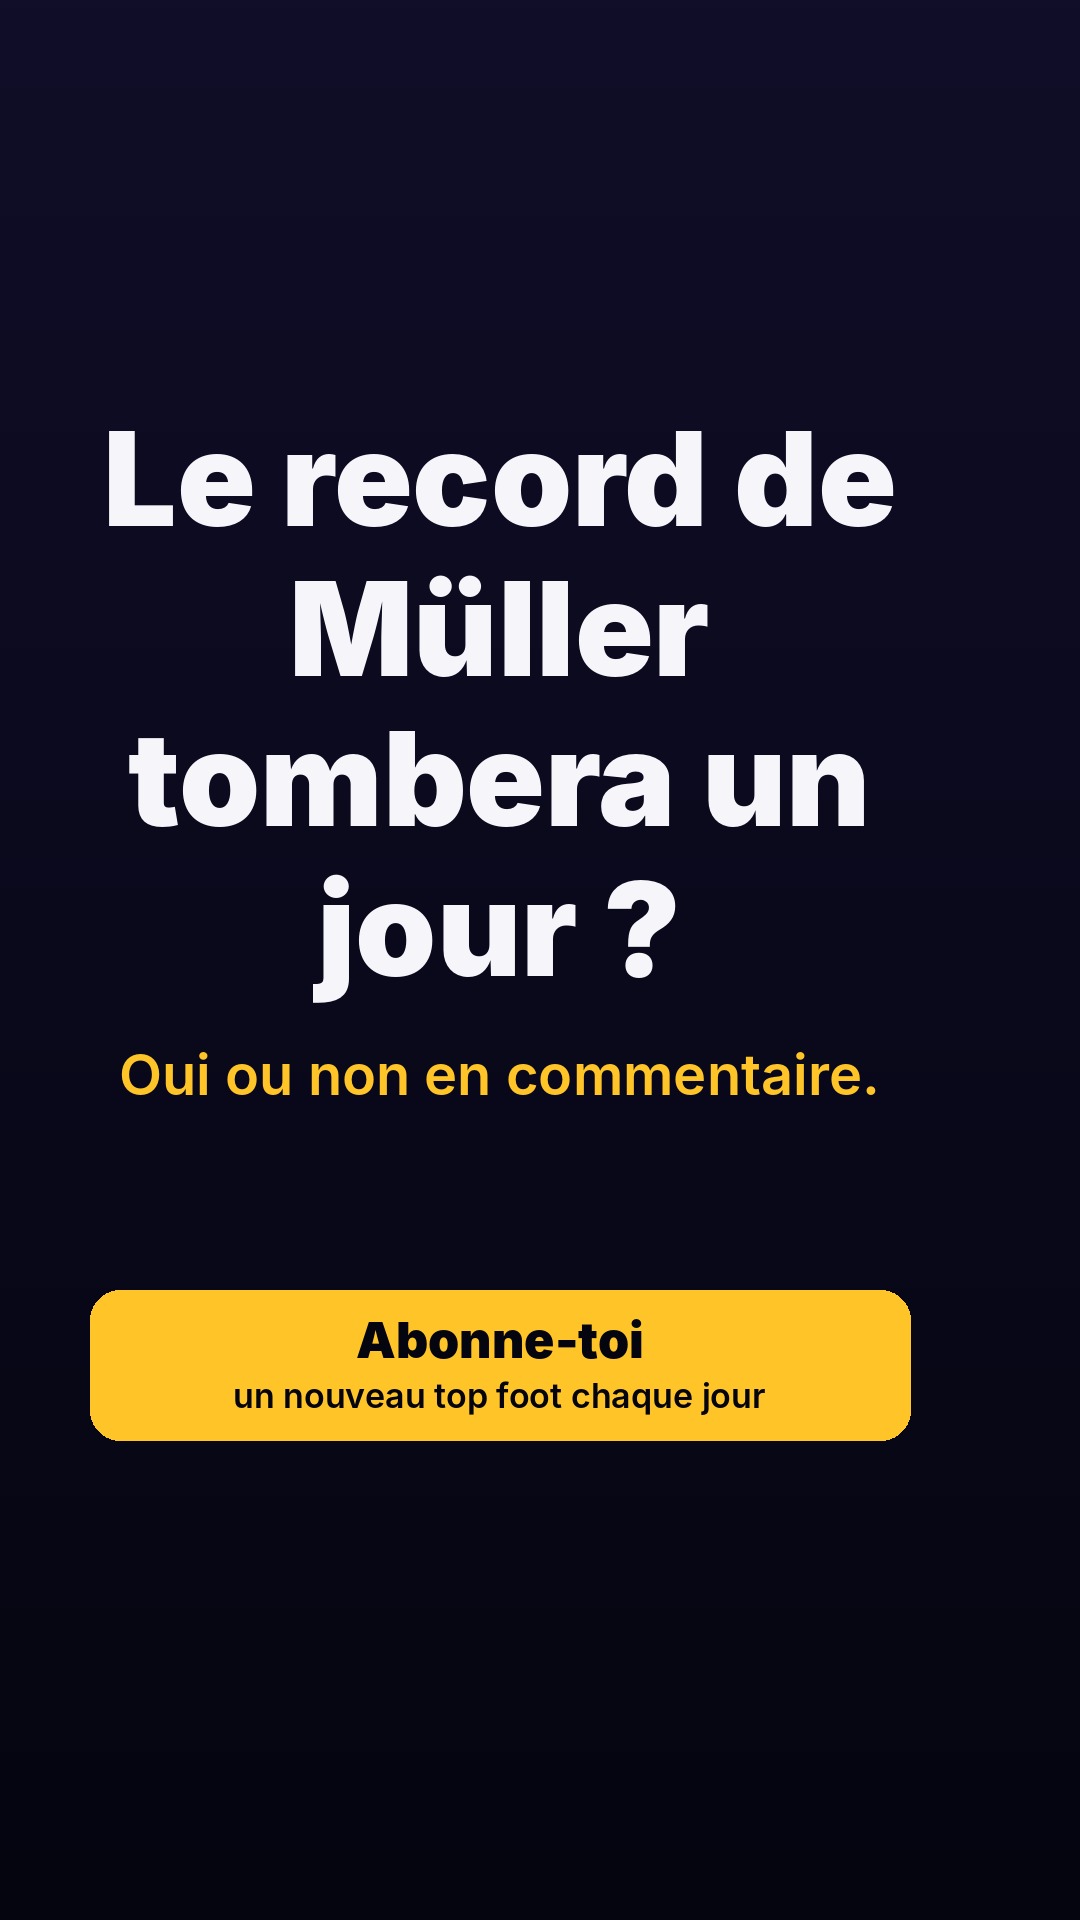 Le record de
Müller
tombera un
jour ?
Oui ou non en commentaire.
Abonne-toi
un nouveau top foot chaque jour